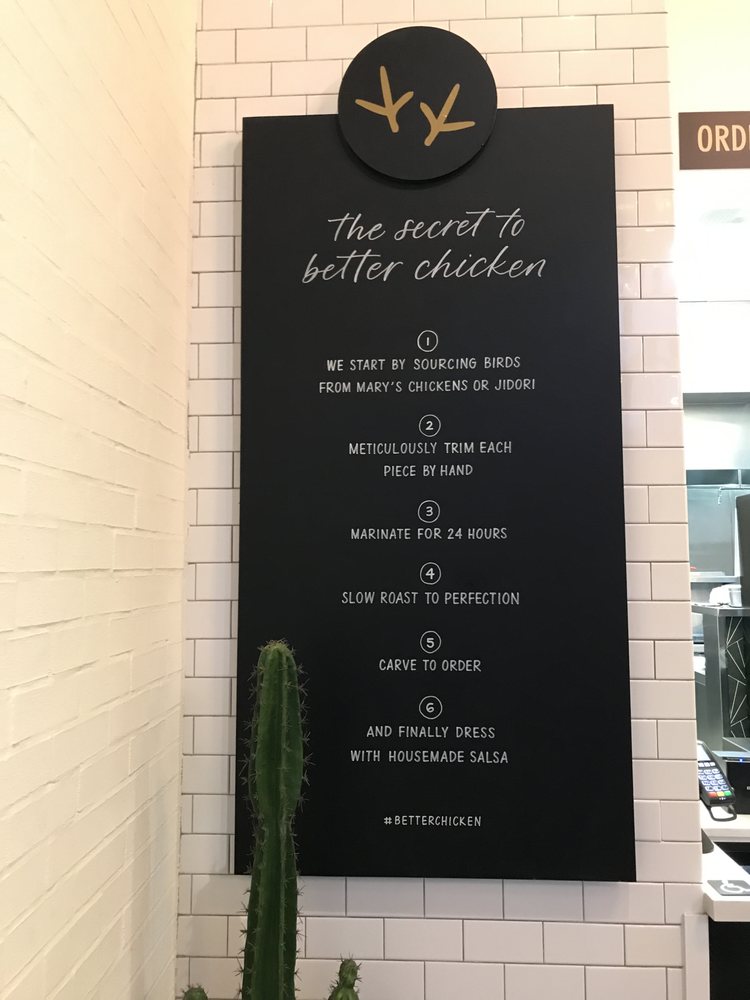 the secret to
better chicken
1
WE START BY SOURCING BIRDS
FROM MARY'S CHICKENS OR JIDORI
2
METICULOUSLY TRIM EACH
PIECE BY HAND
3
MARINATE FOR 24 HOURS
4
SLOW ROAST TO PERFECTION
5
CARVE TO ORDER
6
AND FINALLY DRESS
WITH HOUSEMADE SALSA
#BETTERCHICKEN
ORD